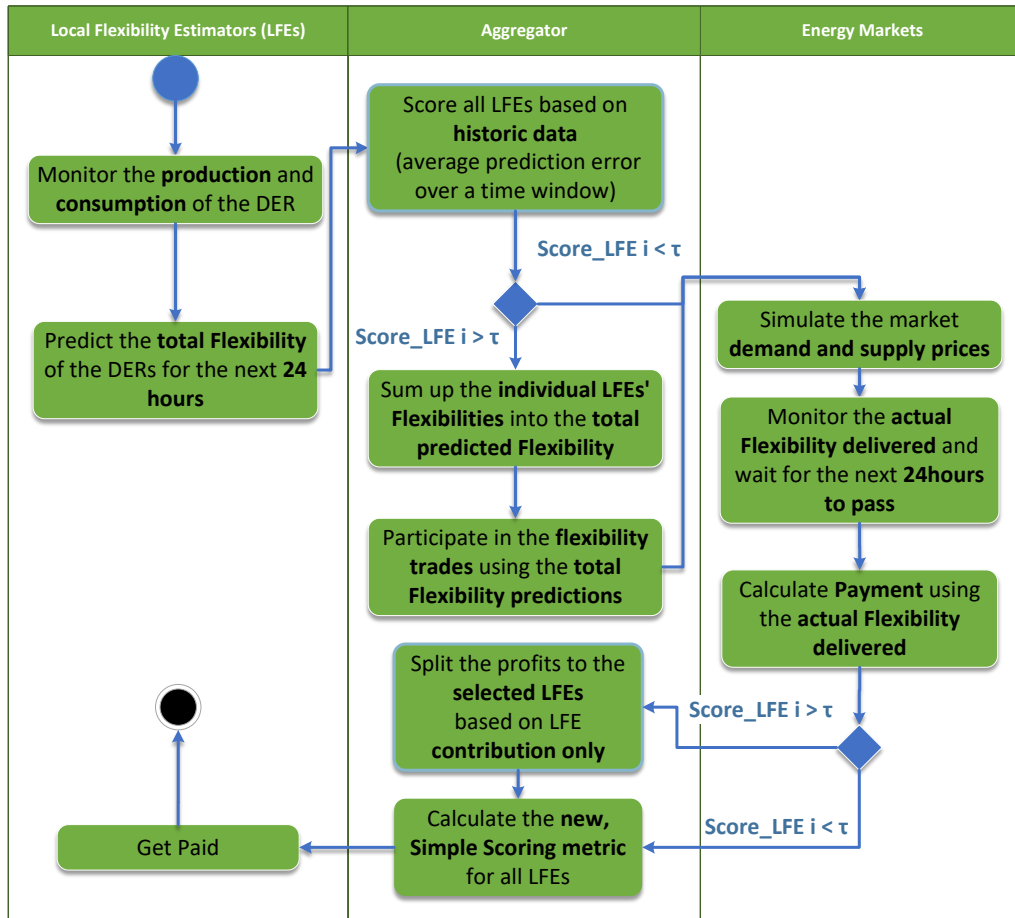 Local Flexibility Estimators (LFEs)
Aggregator
Energy Markets
Monitor the production and
consumption of the DER
Predict the total Flexibility
of the DERs for the next 24
hours
Score all LFEs based on
historic data
(average prediction error
over a time window)
Score_LFE i < τ
Score_LFE i > τ
Sum up the individual LFEs'
Flexibilities into the total
predicted Flexibility
Participate in the flexibility
trades using the total
Flexibility predictions
Simulate the market
demand and supply prices
Monitor the actual
Flexibility delivered and
wait for the next 24hours
to pass
Calculate Payment using
the actual Flexibility
delivered
Score_LFE i > τ
Split the profits to the
selected LFEs
based on LFE
contribution only
Score_LFE i < τ
Calculate the new,
Simple Scoring metric
for all LFEs
Get Paid